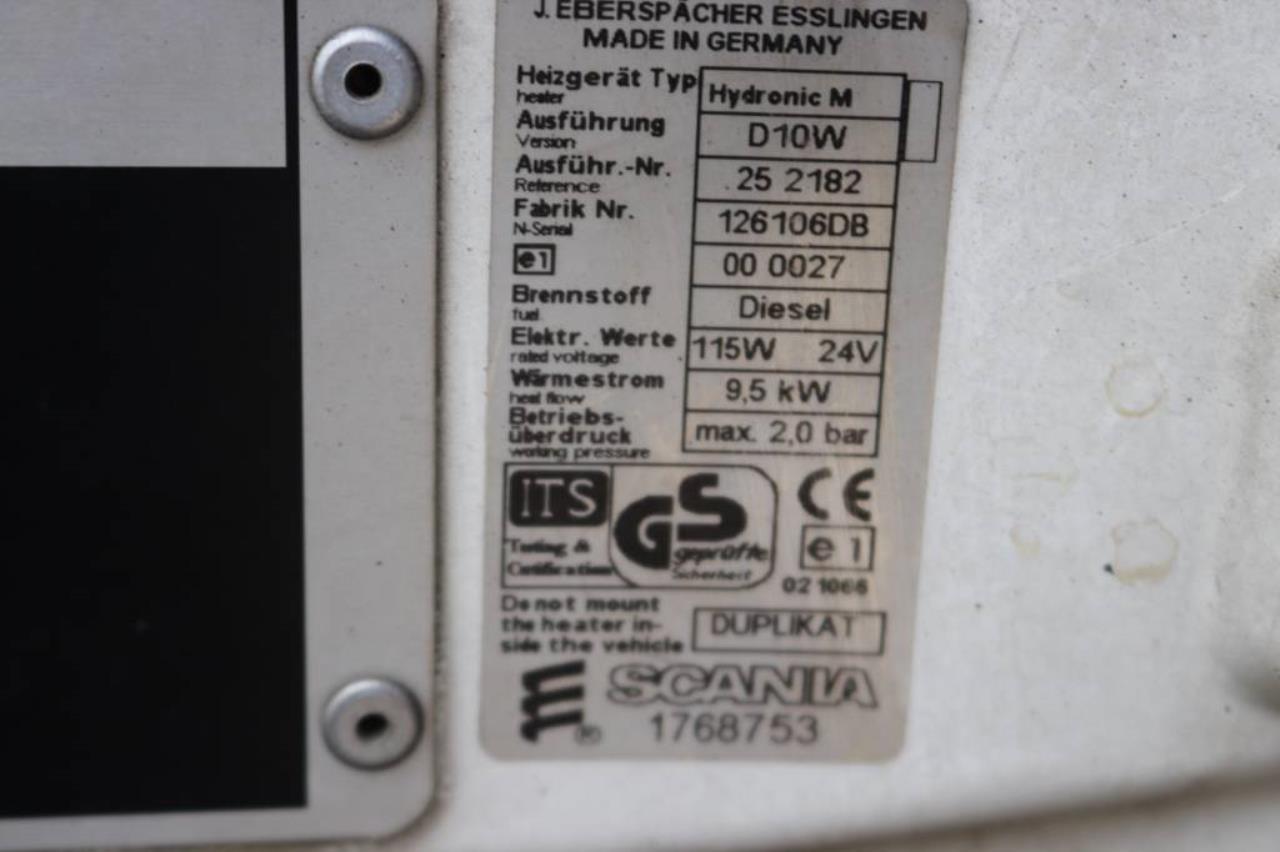 J. EBERSPÄCHER ESSLINGEN
MADE IN GERMANY
Heizgerät Typ Hydronic M
heater
Ausführung D10W
Version
Ausführ.-Nr. 25 2182
Reference
Fabrik Nr. 126106DB
N-Serial
e1 00 0027
Brennstoff Diesel
fuel
Elektr. Werte 115W 24V
rated voltage
Wärmestrom 9,5 kW
heat flow
Betriebs-
überdruck max. 2,0 bar
working pressure
ITS GS CE
Testing & geprüfte e 1
Certification Sicherheit 02 1066
Do not mount
the heater in- DUPLIKAT
side the vehicle
SCANIA
® 1768753